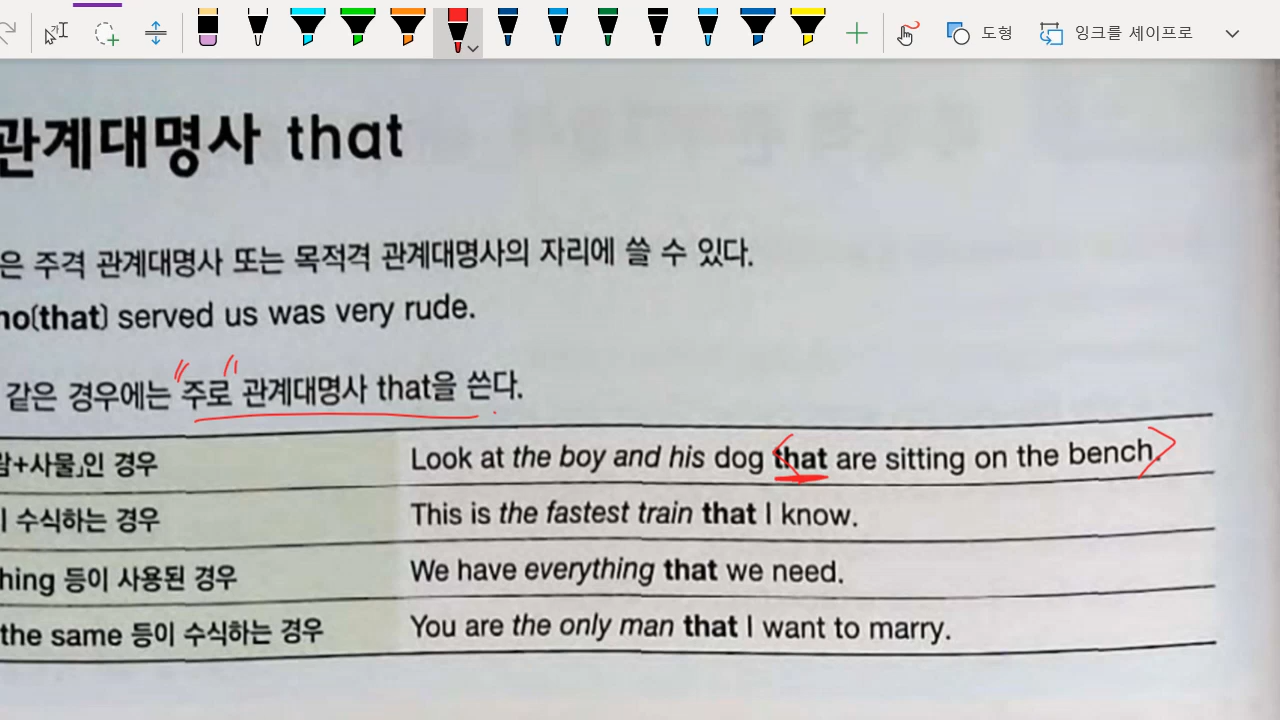 도형
잉크를 셰이프로
관계대명사 that
은 주격 관계대명사 또는 목적격 관계대명사의 자리에 쓸 수 있다.
ho(that) served us was very rude.
같은 경우에는 "주로" 관계대명사 that을 쓴다.
람+사물」인 경우
Look at the boy and his dog that are sitting on the bench.
이 수식하는 경우
This is the fastest train that I know.
hing 등이 사용된 경우
We have everything that we need.
the same 등이 수식하는 경우
You are the only man that I want to marry.